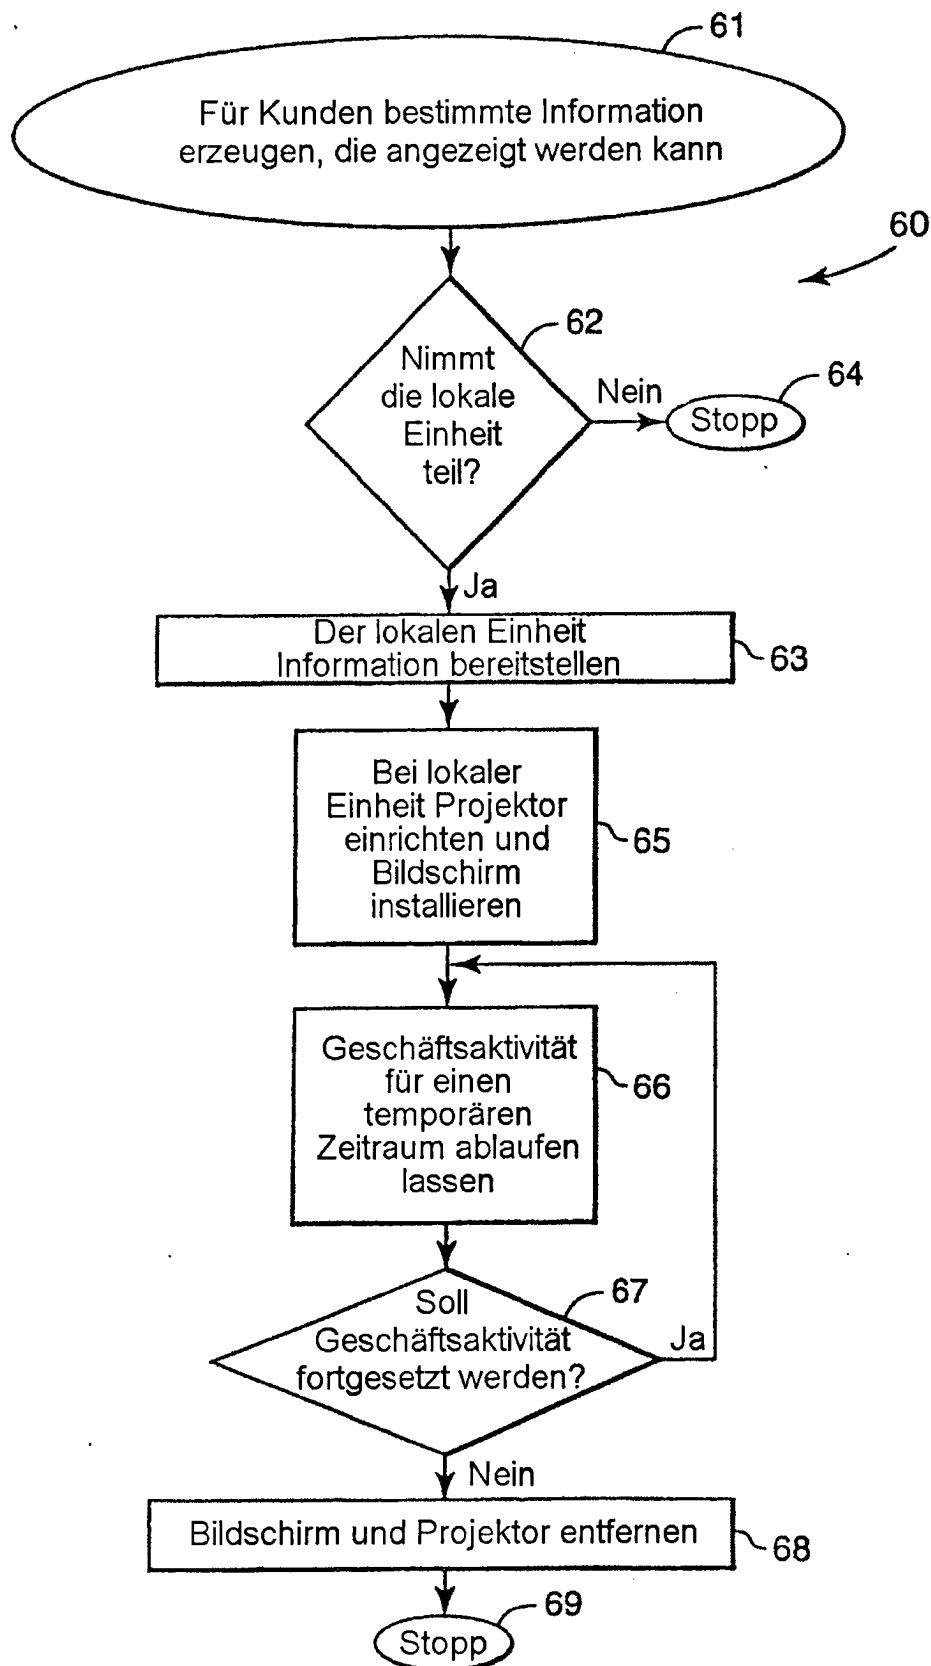 61
Für Kunden bestimmte Information
erzeugen, die angezeigt werden kann
60
62
Nimmt
die lokale
Einheit
teil?
Nein
64
Stopp
Ja
Der lokalen Einheit
Information bereitstellen
63
Bei lokaler
Einheit Projektor
einrichten und
Bildschirm
installieren
65
Geschäftsaktivität
für einen
temporären
Zeitraum ablaufen
lassen
66
67
Soll
Geschäftsaktivität
fortgesetzt werden?
Ja
Nein
Bildschirm und Projektor entfernen
68
69
Stopp